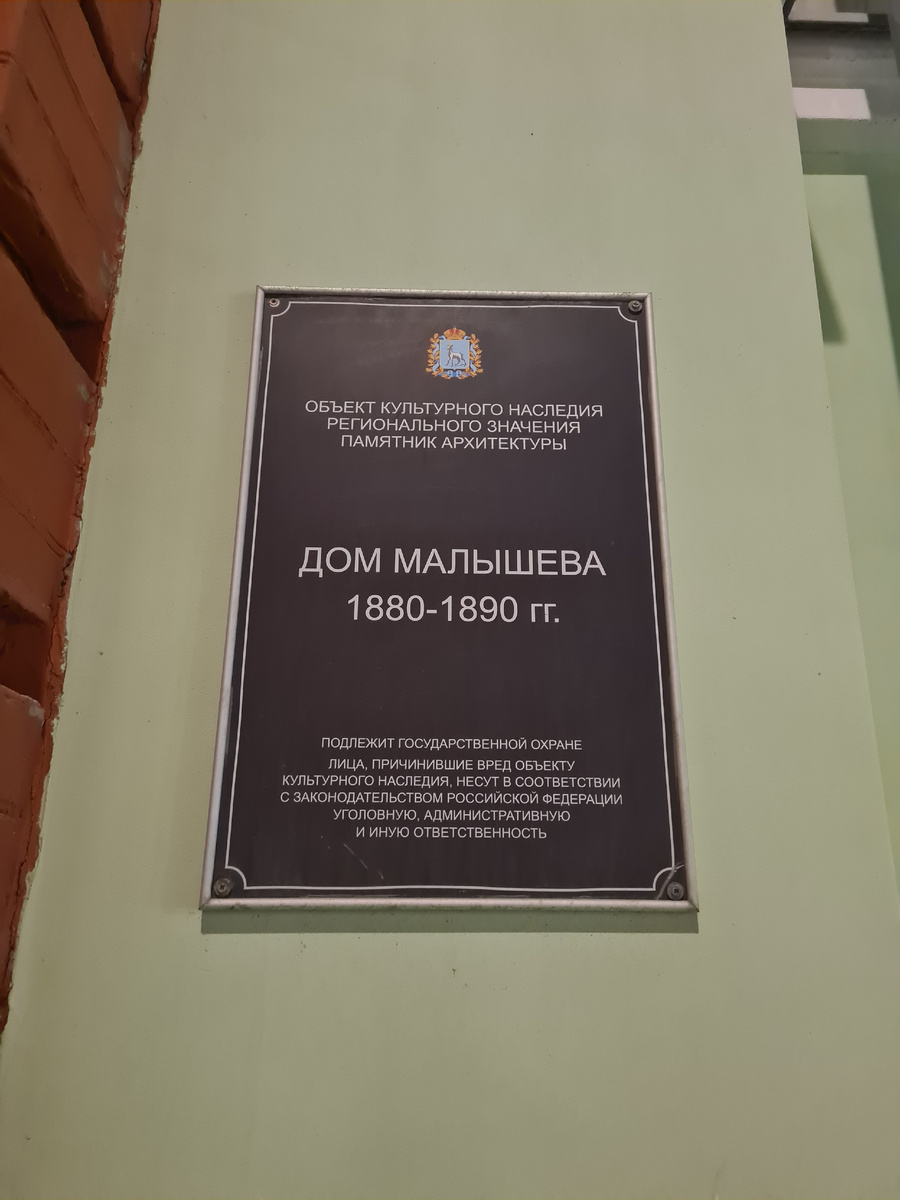 ОБЪЕКТ КУЛЬТУРНОГО НАСЛЕДИЯ
РЕГИОНАЛЬНОГО ЗНАЧЕНИЯ
ПАМЯТНИК АРХИТЕКТУРЫ
ДОМ МАЛЫШЕВА
1880-1890 гг.
ПОДЛЕЖИТ ГОСУДАРСТВЕННОЙ ОХРАНЕ
ЛИЦА, ПРИЧИНИВШИЕ ВРЕД ОБЪЕКТУ
КУЛЬТУРНОГО НАСЛЕДИЯ, НЕСУТ В СООТВЕТСТВИИ
С ЗАКОНОДАТЕЛЬСТВОМ РОССИЙСКОЙ ФЕДЕРАЦИИ
УГОЛОВНУЮ, АДМИНИСТРАТИВНУЮ
И ИНУЮ ОТВЕТСТВЕННОСТЬ